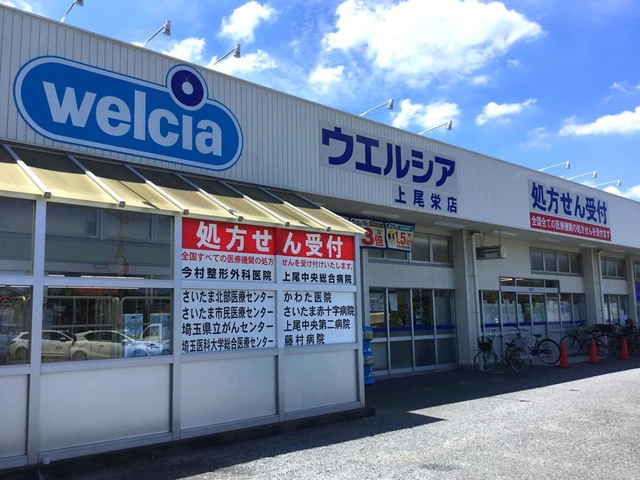 welcia
ウエルシア
上尾栄店
処方せん受付
全国全ての医療機関の処方せんを受付ます
処方せん受付
全国すべての医療機関の処方せんを受け付けいたします。
今村整形外科医院
上尾中央総合病院
さいたま北部医療センター
さいたま市民医療センター
埼玉県立がんセンター
埼玉医科大学総合医療センター
かわた医院
さいたま赤十字病院
上尾中央第二病院
藤村病院
3倍
1.5倍